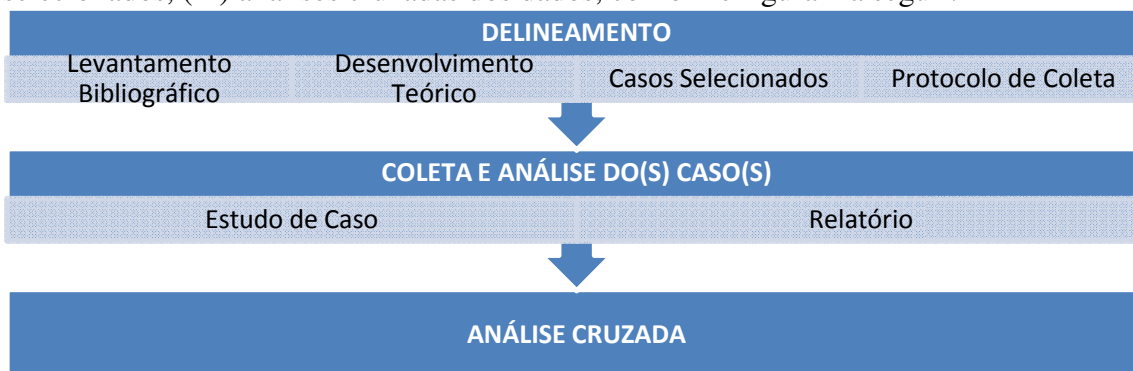 DELINEAMENTO
Levantamento
Bibliográfico
Desenvolvimento
Teórico
Casos Selecionados
Protocolo de Coleta
COLETA E ANÁLISE DO(S) CASO(S)
Estudo de Caso
Relatório
ANÁLISE CRUZADA